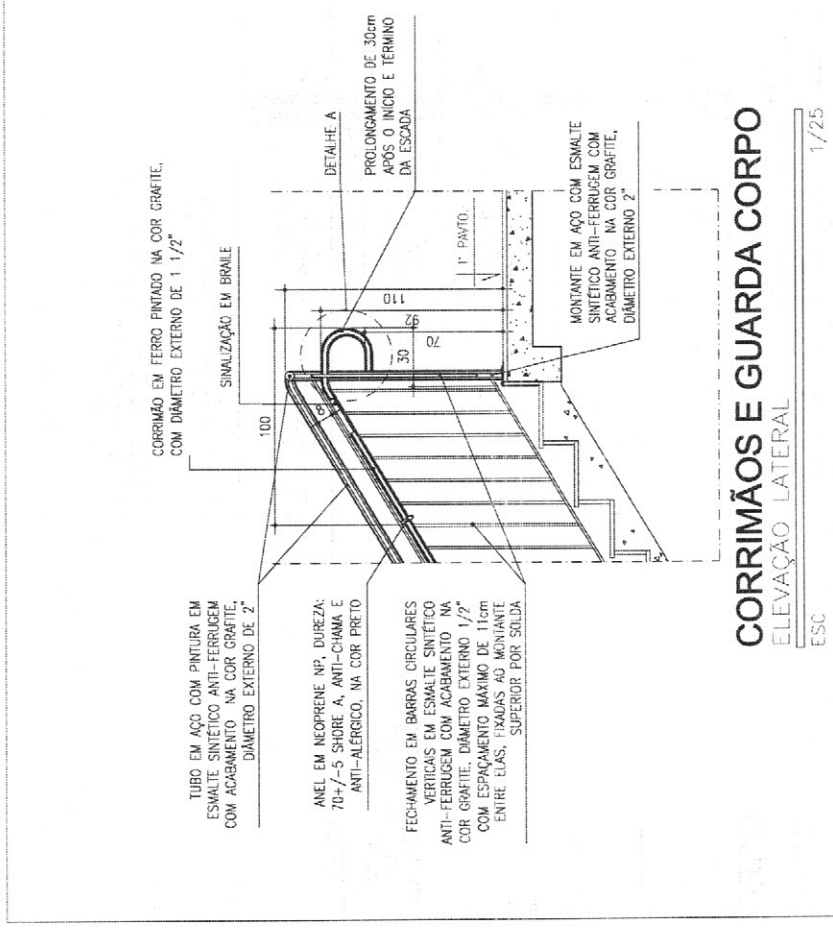 CORRIMÃO EM FERRO PINTADO NA COR GRAFITE,
COM DIÂMETRO EXTERNO DE 1 1/2"
SINALIZAÇÃO EM BRAILE
DETALHE A
PROLONGAMENTO DE 30cm
APÓS O INÍCIO E TÉRMINO
DA ESCADA
TUBO EM AÇO COM PINTURA EM
ESMALTE SINTÉTICO ANTI-FERRUGEM
COM ACABAMENTO NA COR GRAFITE,
DIÂMETRO EXTERNO DE 2"
ANEL EM NEOPRENE NP, DUREZA:
70+/-5 SHORE A, ANTI-CHAMA E
ANTI-ALÉRGICO, NA COR PRETO
FECHAMENTO EM BARRAS CIRCULARES
VERTICAIS EM ESMALTE SINTÉTICO
ANTI-FERRUGEM COM ACABAMENTO NA
COR GRAFITE, DIÂMETRO EXTERNO 1/2"
COM ESPAÇAMENTO MÁXIMO DE 11cm
ENTRE ELAS, FIXADAS AO MONTANTE
SUPERIOR POR SOLDA
100
8
30
70
92
110
1º PAVTO.
MONTANTE EM AÇO COM ESMALTE
SINTÉTICO ANTI-FERRUGEM COM
ACABAMENTO NA COR GRAFITE,
DIÂMETRO EXTERNO 2"
CORRIMÃOS E GUARDA CORPO
ELEVAÇÃO LATERAL
ESC 1/25